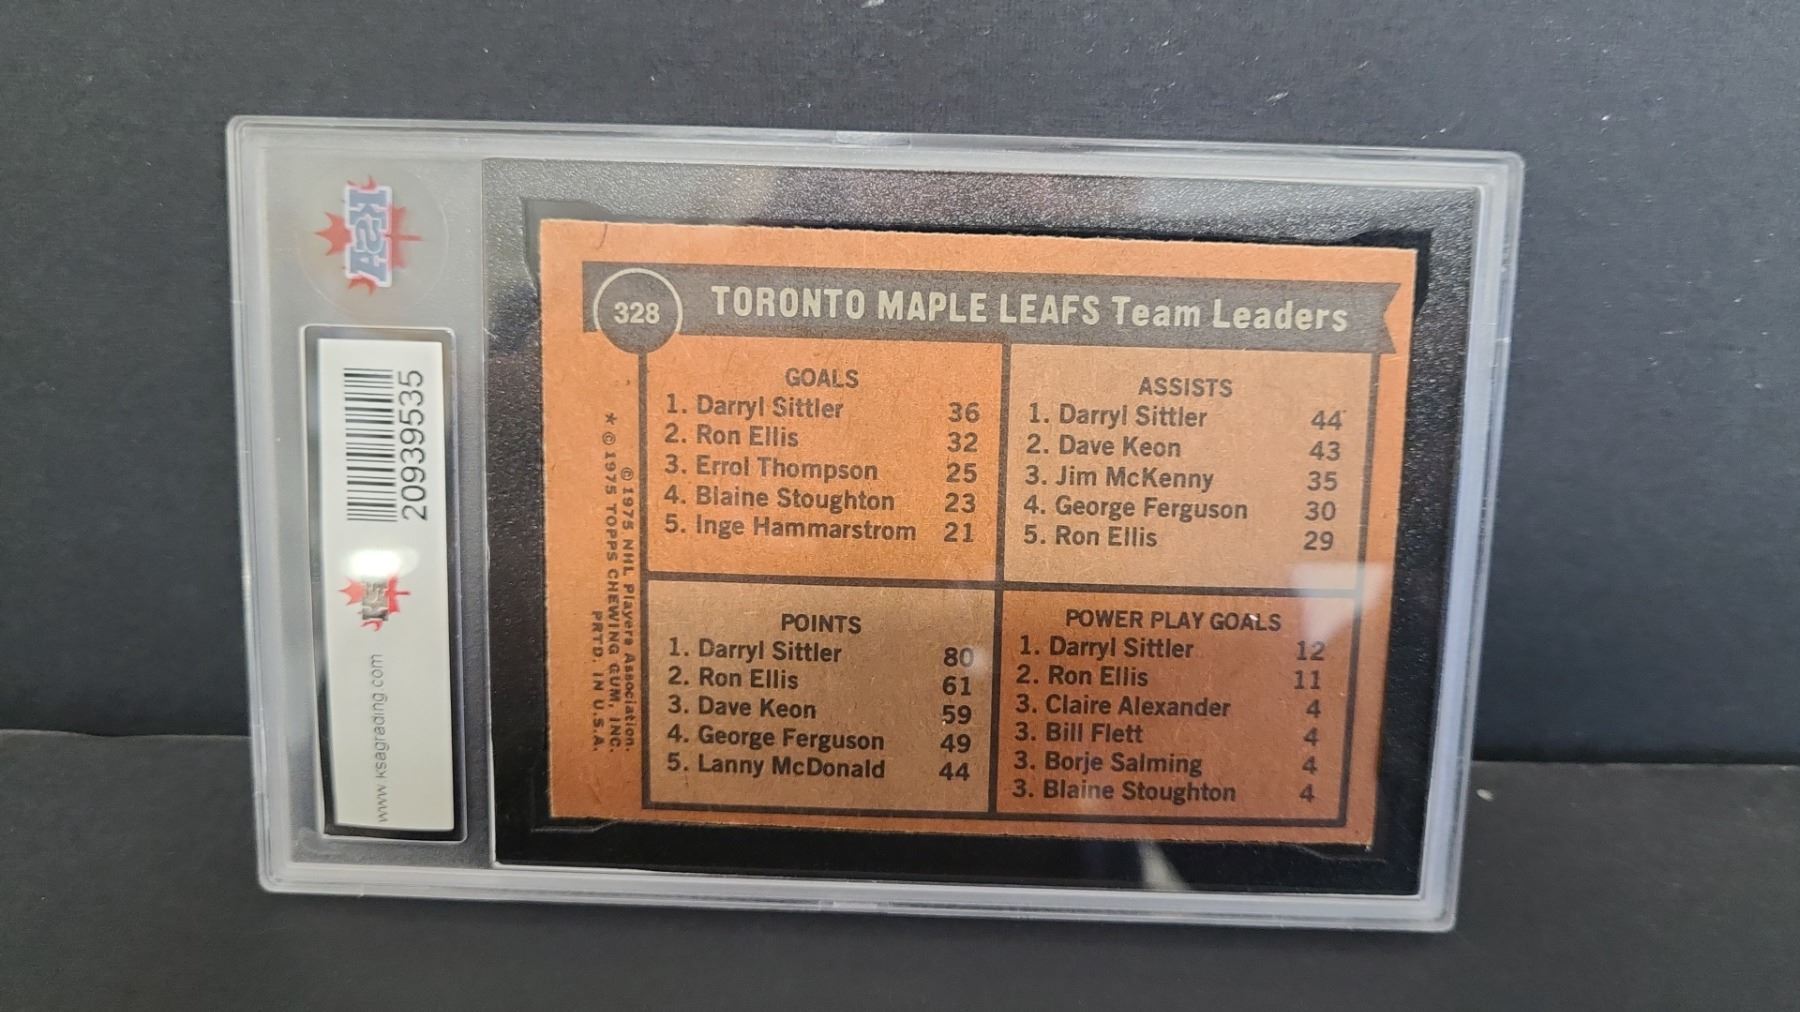 KSA
20939535
KSA
www.ksagrading.com
328
TORONTO MAPLE LEAFS Team Leaders
GOALS
1. Darryl Sittler 36
2. Ron Ellis 32
3. Errol Thompson 25
4. Blaine Stoughton 23
5. Inge Hammarstrom 21
ASSISTS
1. Darryl Sittler 44
2. Dave Keon 43
3. Jim McKenny 35
4. George Ferguson 30
5. Ron Ellis 29
POINTS
1. Darryl Sittler 80
2. Ron Ellis 61
3. Dave Keon 59
4. George Ferguson 49
5. Lanny McDonald 44
POWER PLAY GOALS
1. Darryl Sittler 12
2. Ron Ellis 11
3. Claire Alexander 4
3. Bill Flett 4
3. Borje Salming 4
3. Blaine Stoughton 4
© 1975 NHL Players Association.
* © 1975 TOPPS CHEWING GUM, INC.
PRTD. IN U.S.A.